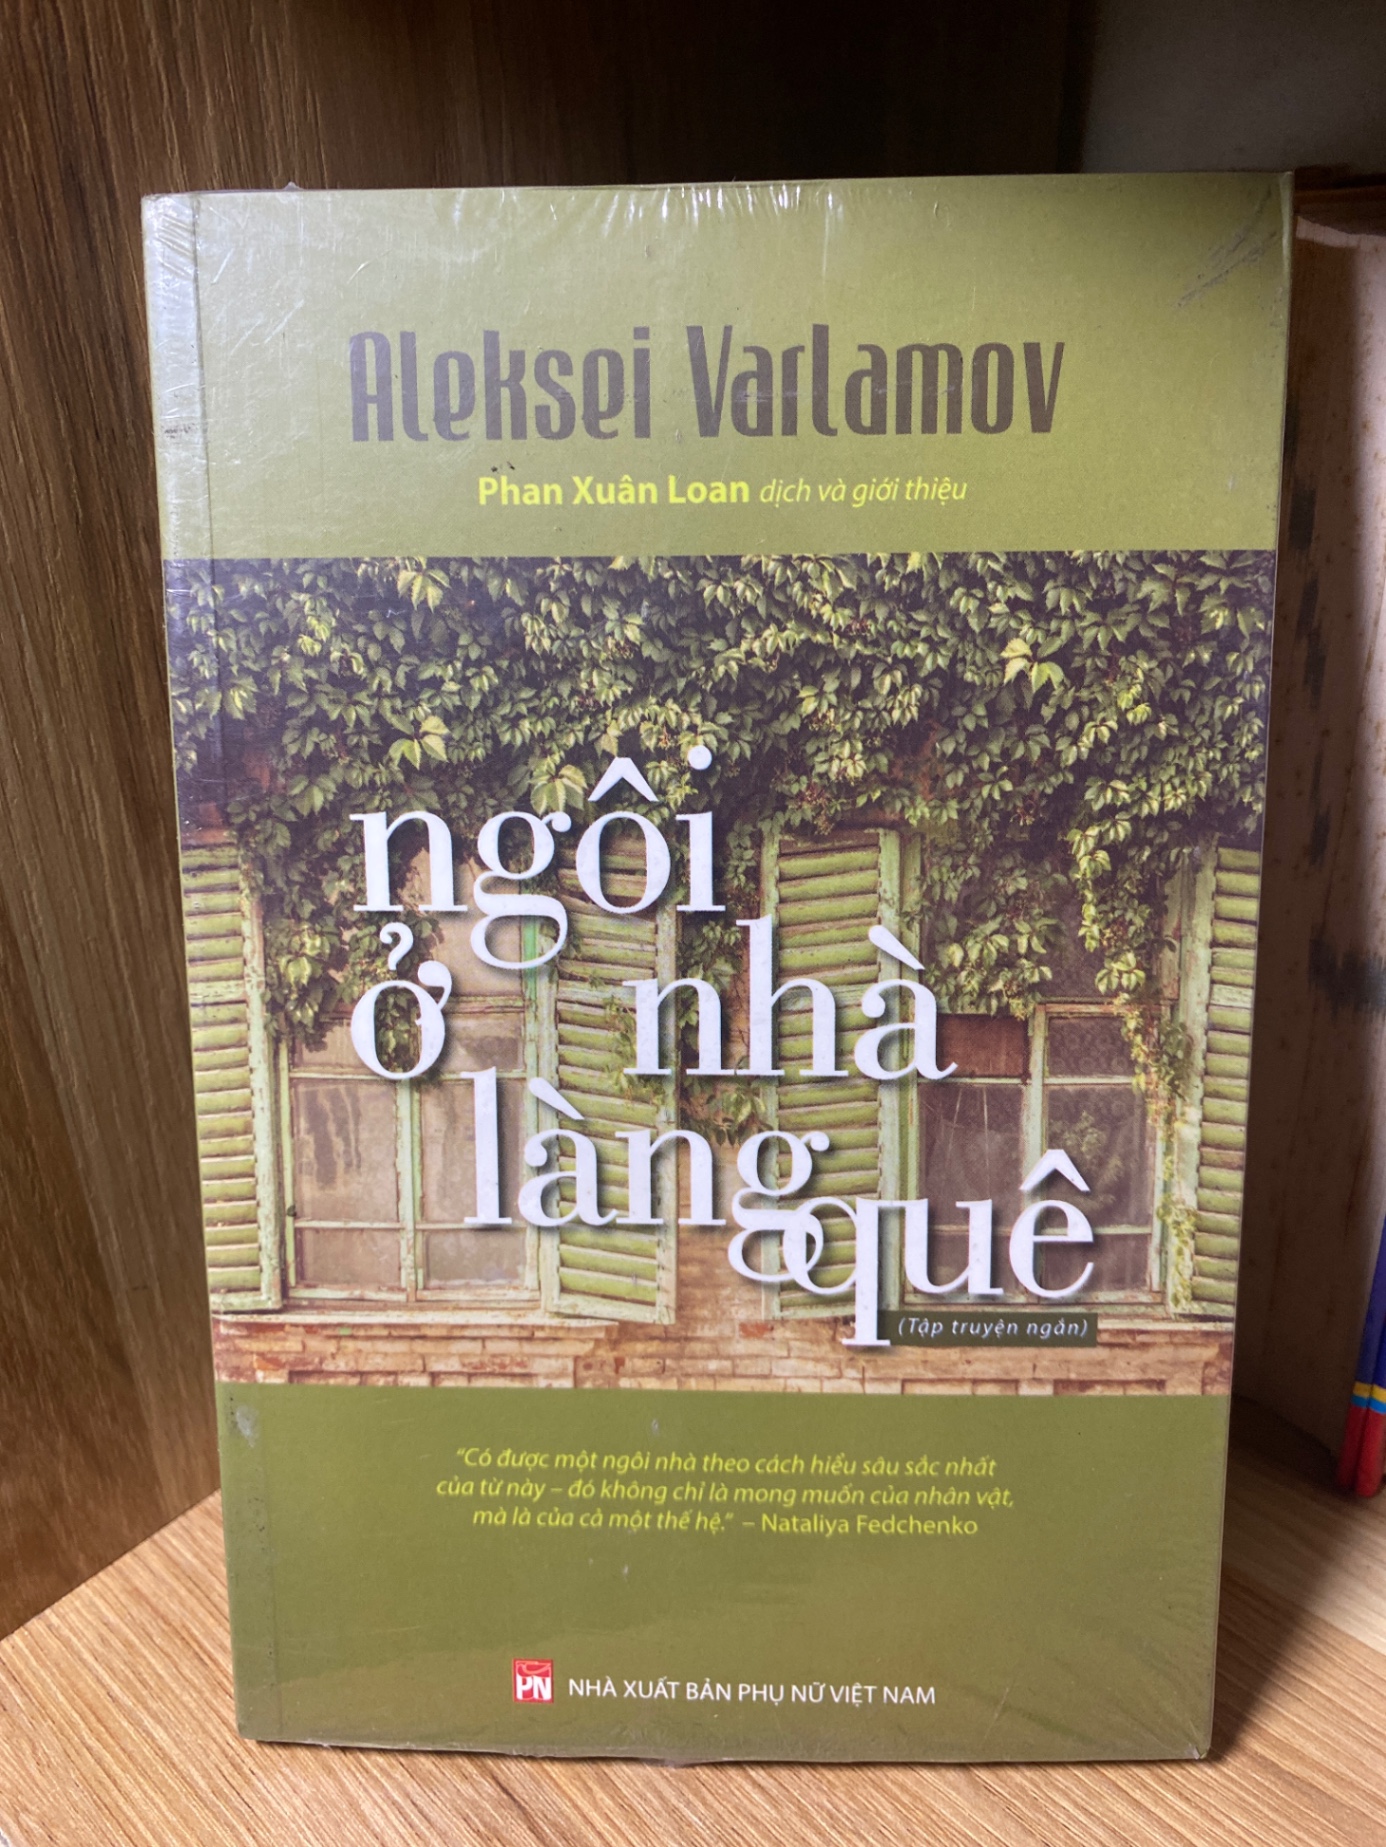 Aleksei Varlamov
Phan Xuân Loan dịch và giới thiệu
ngôi
ở nhà
làng
quê
(Tập truyện ngắn)
"Có được một ngôi nhà theo cách hiểu sâu sắc nhất
của từ này – đó không chỉ là mong muốn của nhân vật,
mà là của cả một thế hệ." – Nataliya Fedchenko
PN NHÀ XUẤT BẢN PHỤ NỮ VIỆT NAM